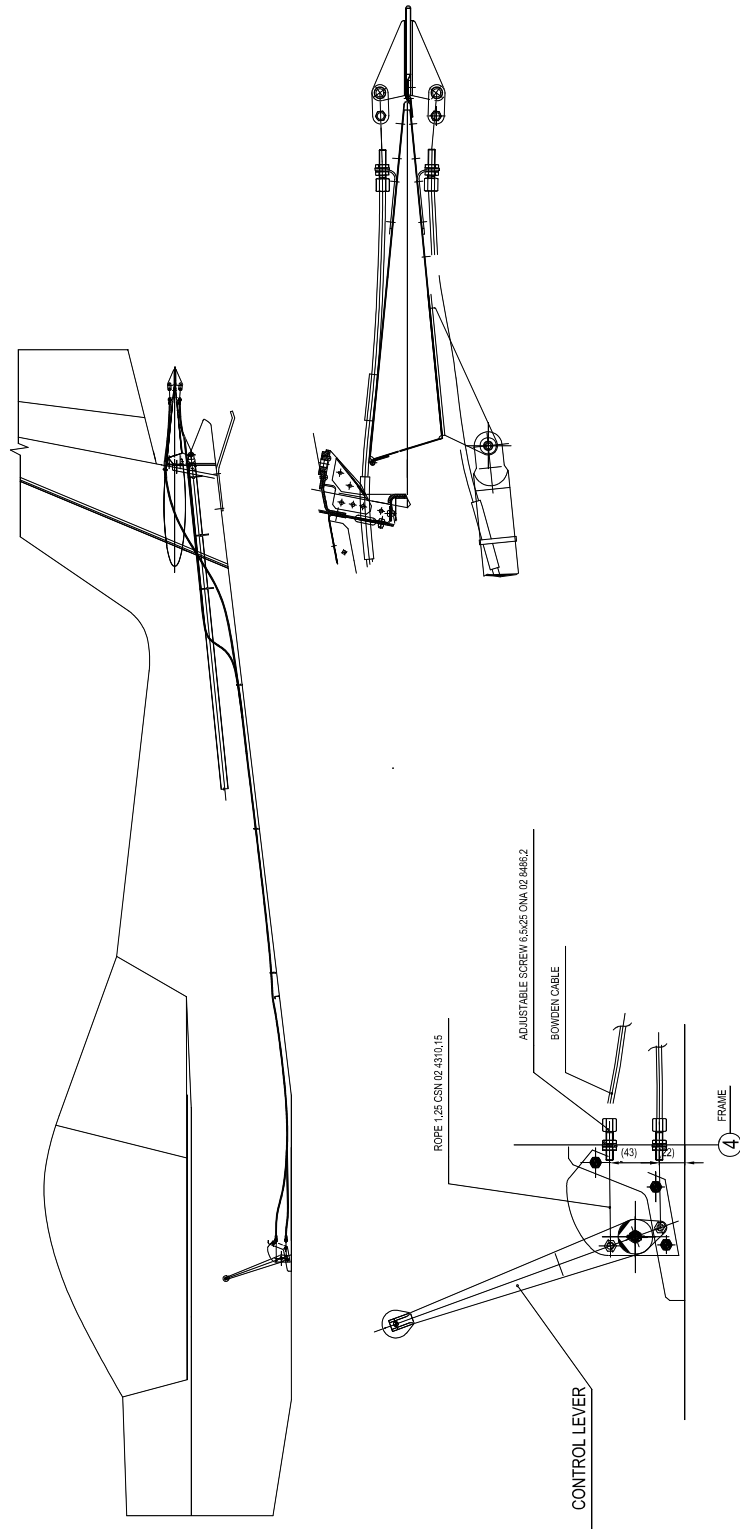 ADJUSTABLE SCREW 6,5x25 ONA 02 8486.2
BOWDEN CABLE
ROPE 1,25 CSN 02 4310,15
(43)
22)
4
FRAME
CONTROL LEVER